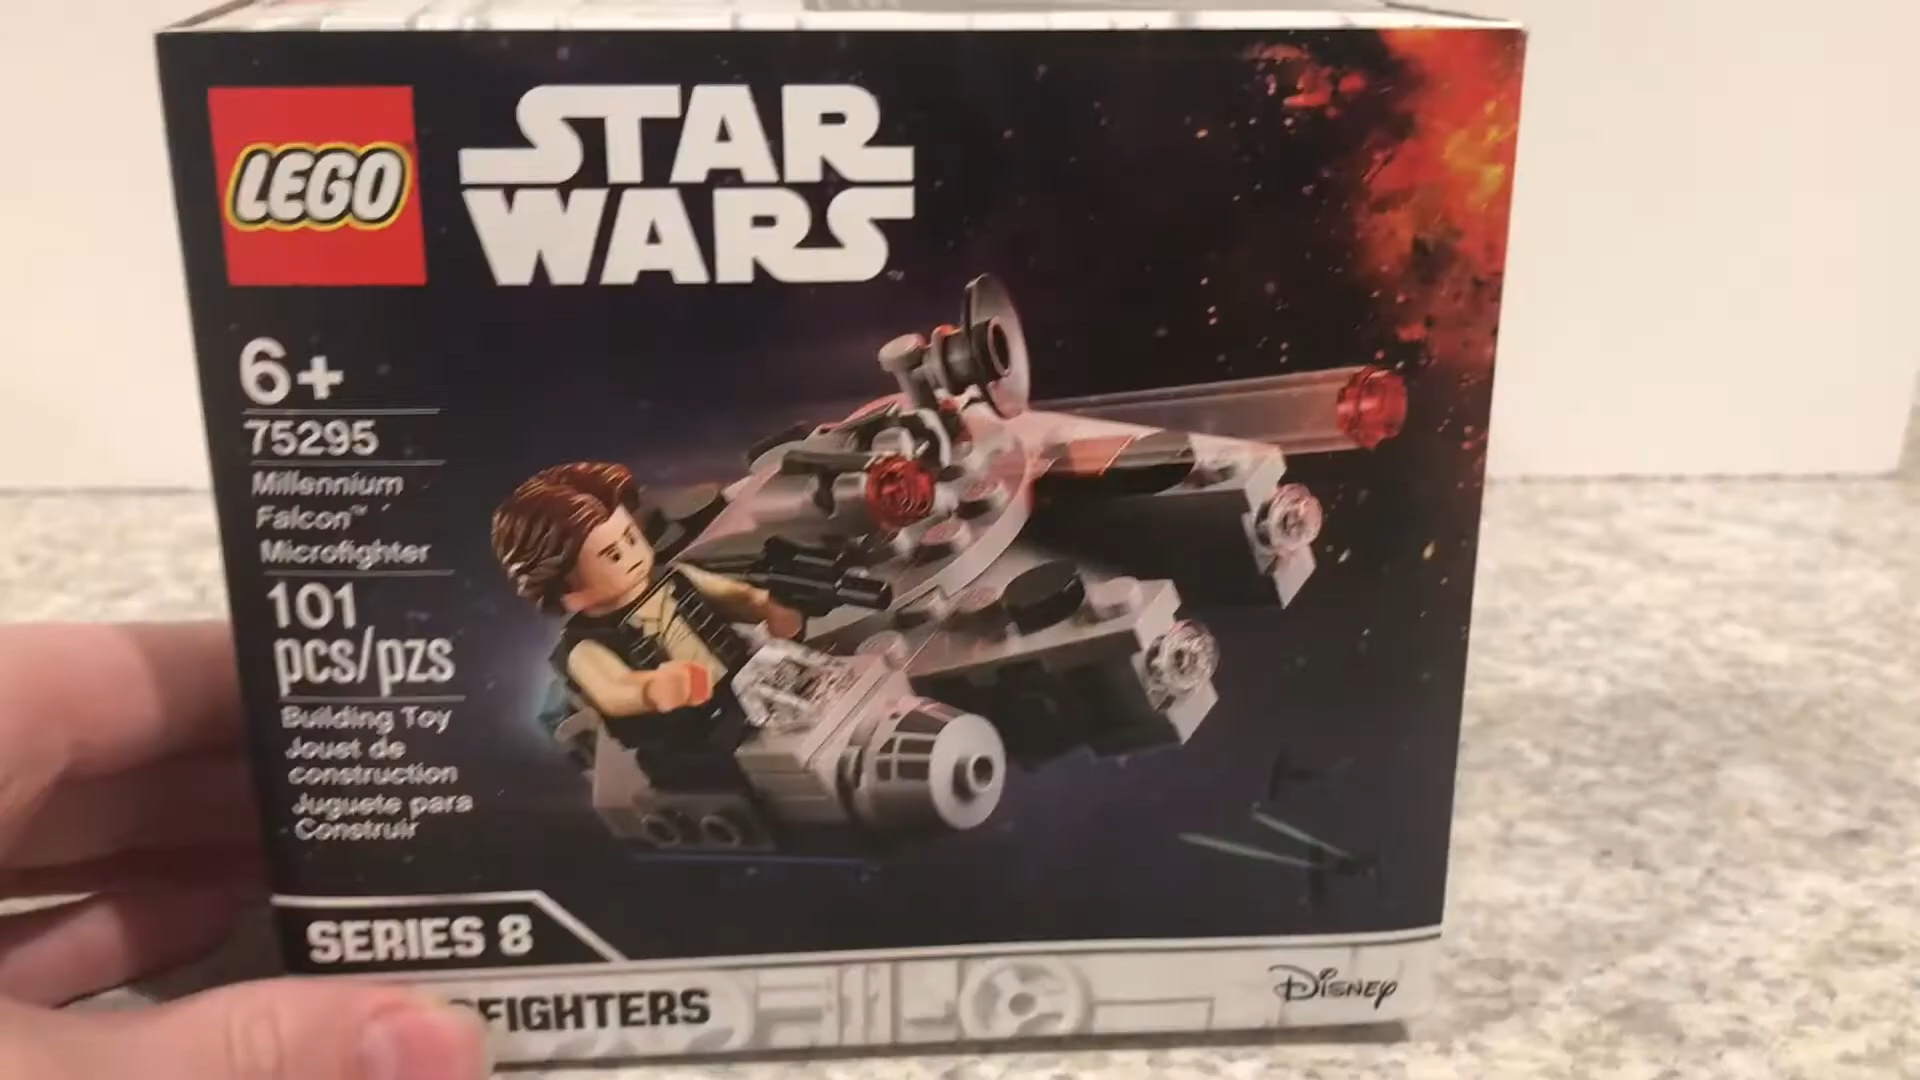 LEGO
STAR
WARS
6+
75295
Millennium
Falcon™
Microfighter
101
pcs/pzs
Building Toy
Jouet de
construction
Juguete para
Construir
SERIES 8
FIGHTERS
Disney